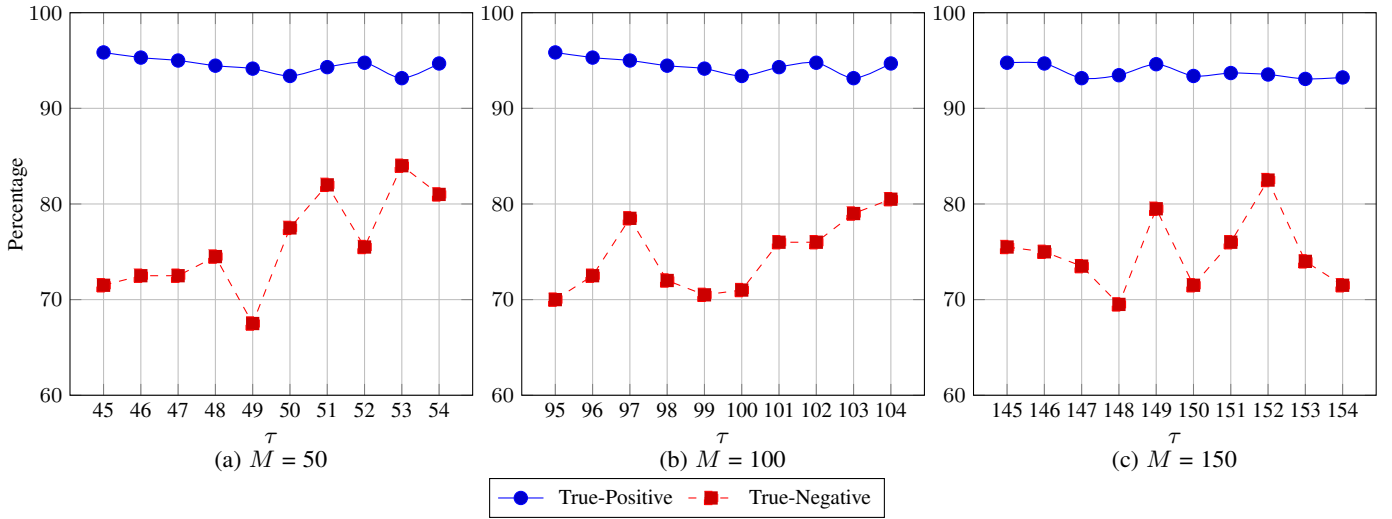 100
90
80
70
60
Percentage
45 46 47 48 49 50 51 52 53 54
τ
(a) M = 50
100
90
80
70
60
95 96 97 98 99 100 101 102 103 104
τ
(b) M = 100
100
90
80
70
60
145 146 147 148 149 150 151 152 153 154
τ
(c) M = 150
True-Positive True-Negative